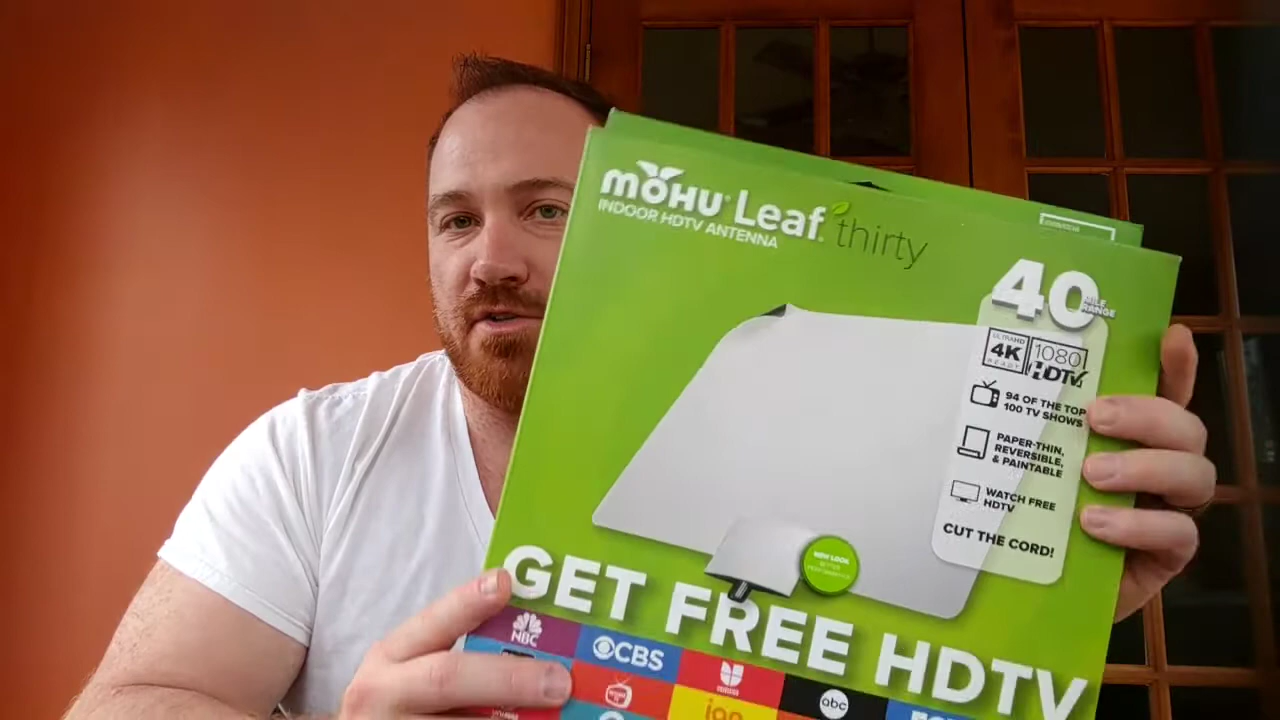 MOHU Leaf thirty
INDOOR HDTV ANTENNA
40 MILE RANGE
ULTRA HD
4K
READY
1080
HDTV
94 OF THE TOP
100 TV SHOWS
PAPER-THIN,
REVERSIBLE,
& PAINTABLE
WATCH FREE
HDTV
CUT THE CORD!
NEW LOOK
BETTER
PERFORMANCE
GET FREE HDTV
NBC
CBS
abc
ion